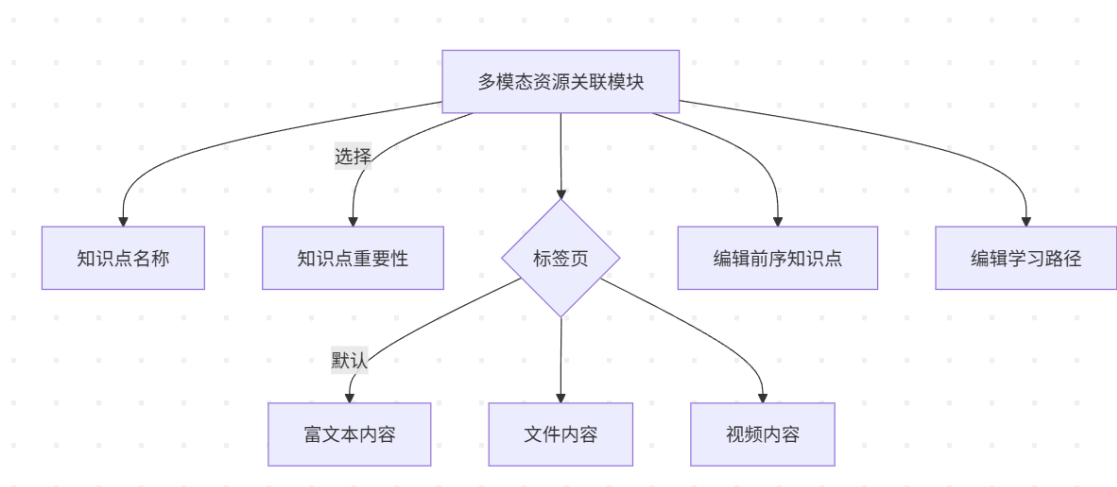 多模态资源关联模块
选择
知识点名称
知识点重要性
标签页
编辑前序知识点
编辑学习路径
默认
富文本内容
文件内容
视频内容